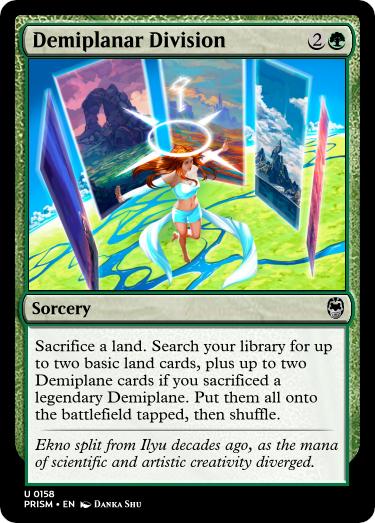 Demiplanar Division 2
Sorcery
Sacrifice a land. Search your library for up
to two basic land cards, plus up to two
Demiplane cards if you sacrificed a
legendary Demiplane. Put them all onto
the battlefield tapped, then shuffle.
Ekno split from Ilyu decades ago, as the mana
of scientific and artistic creativity diverged.
U 0158
PRISM • EN Danka Shu